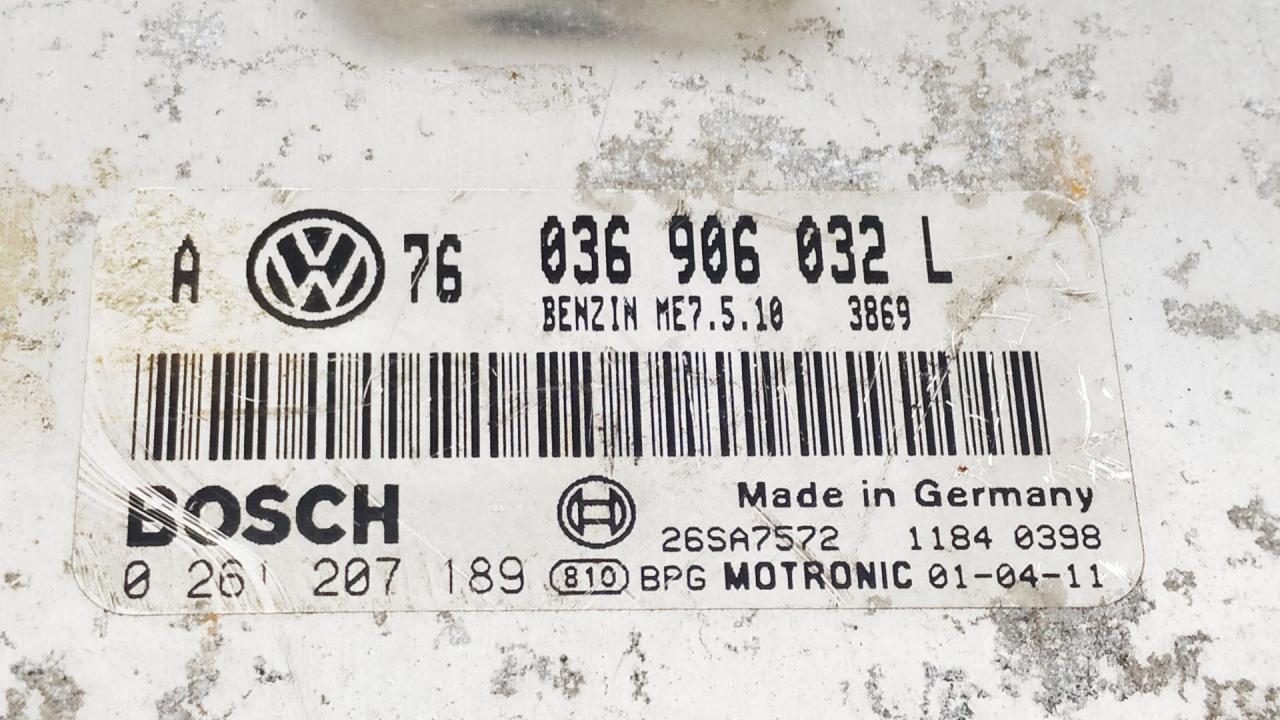 A VW 76 036 906 032 L
BENZIN ME7.5.10 3869
BOSCH
Made in Germany
26SA7572 1184 0398
0 261 207 189 810 BPG MOTRONIC 01-04-11